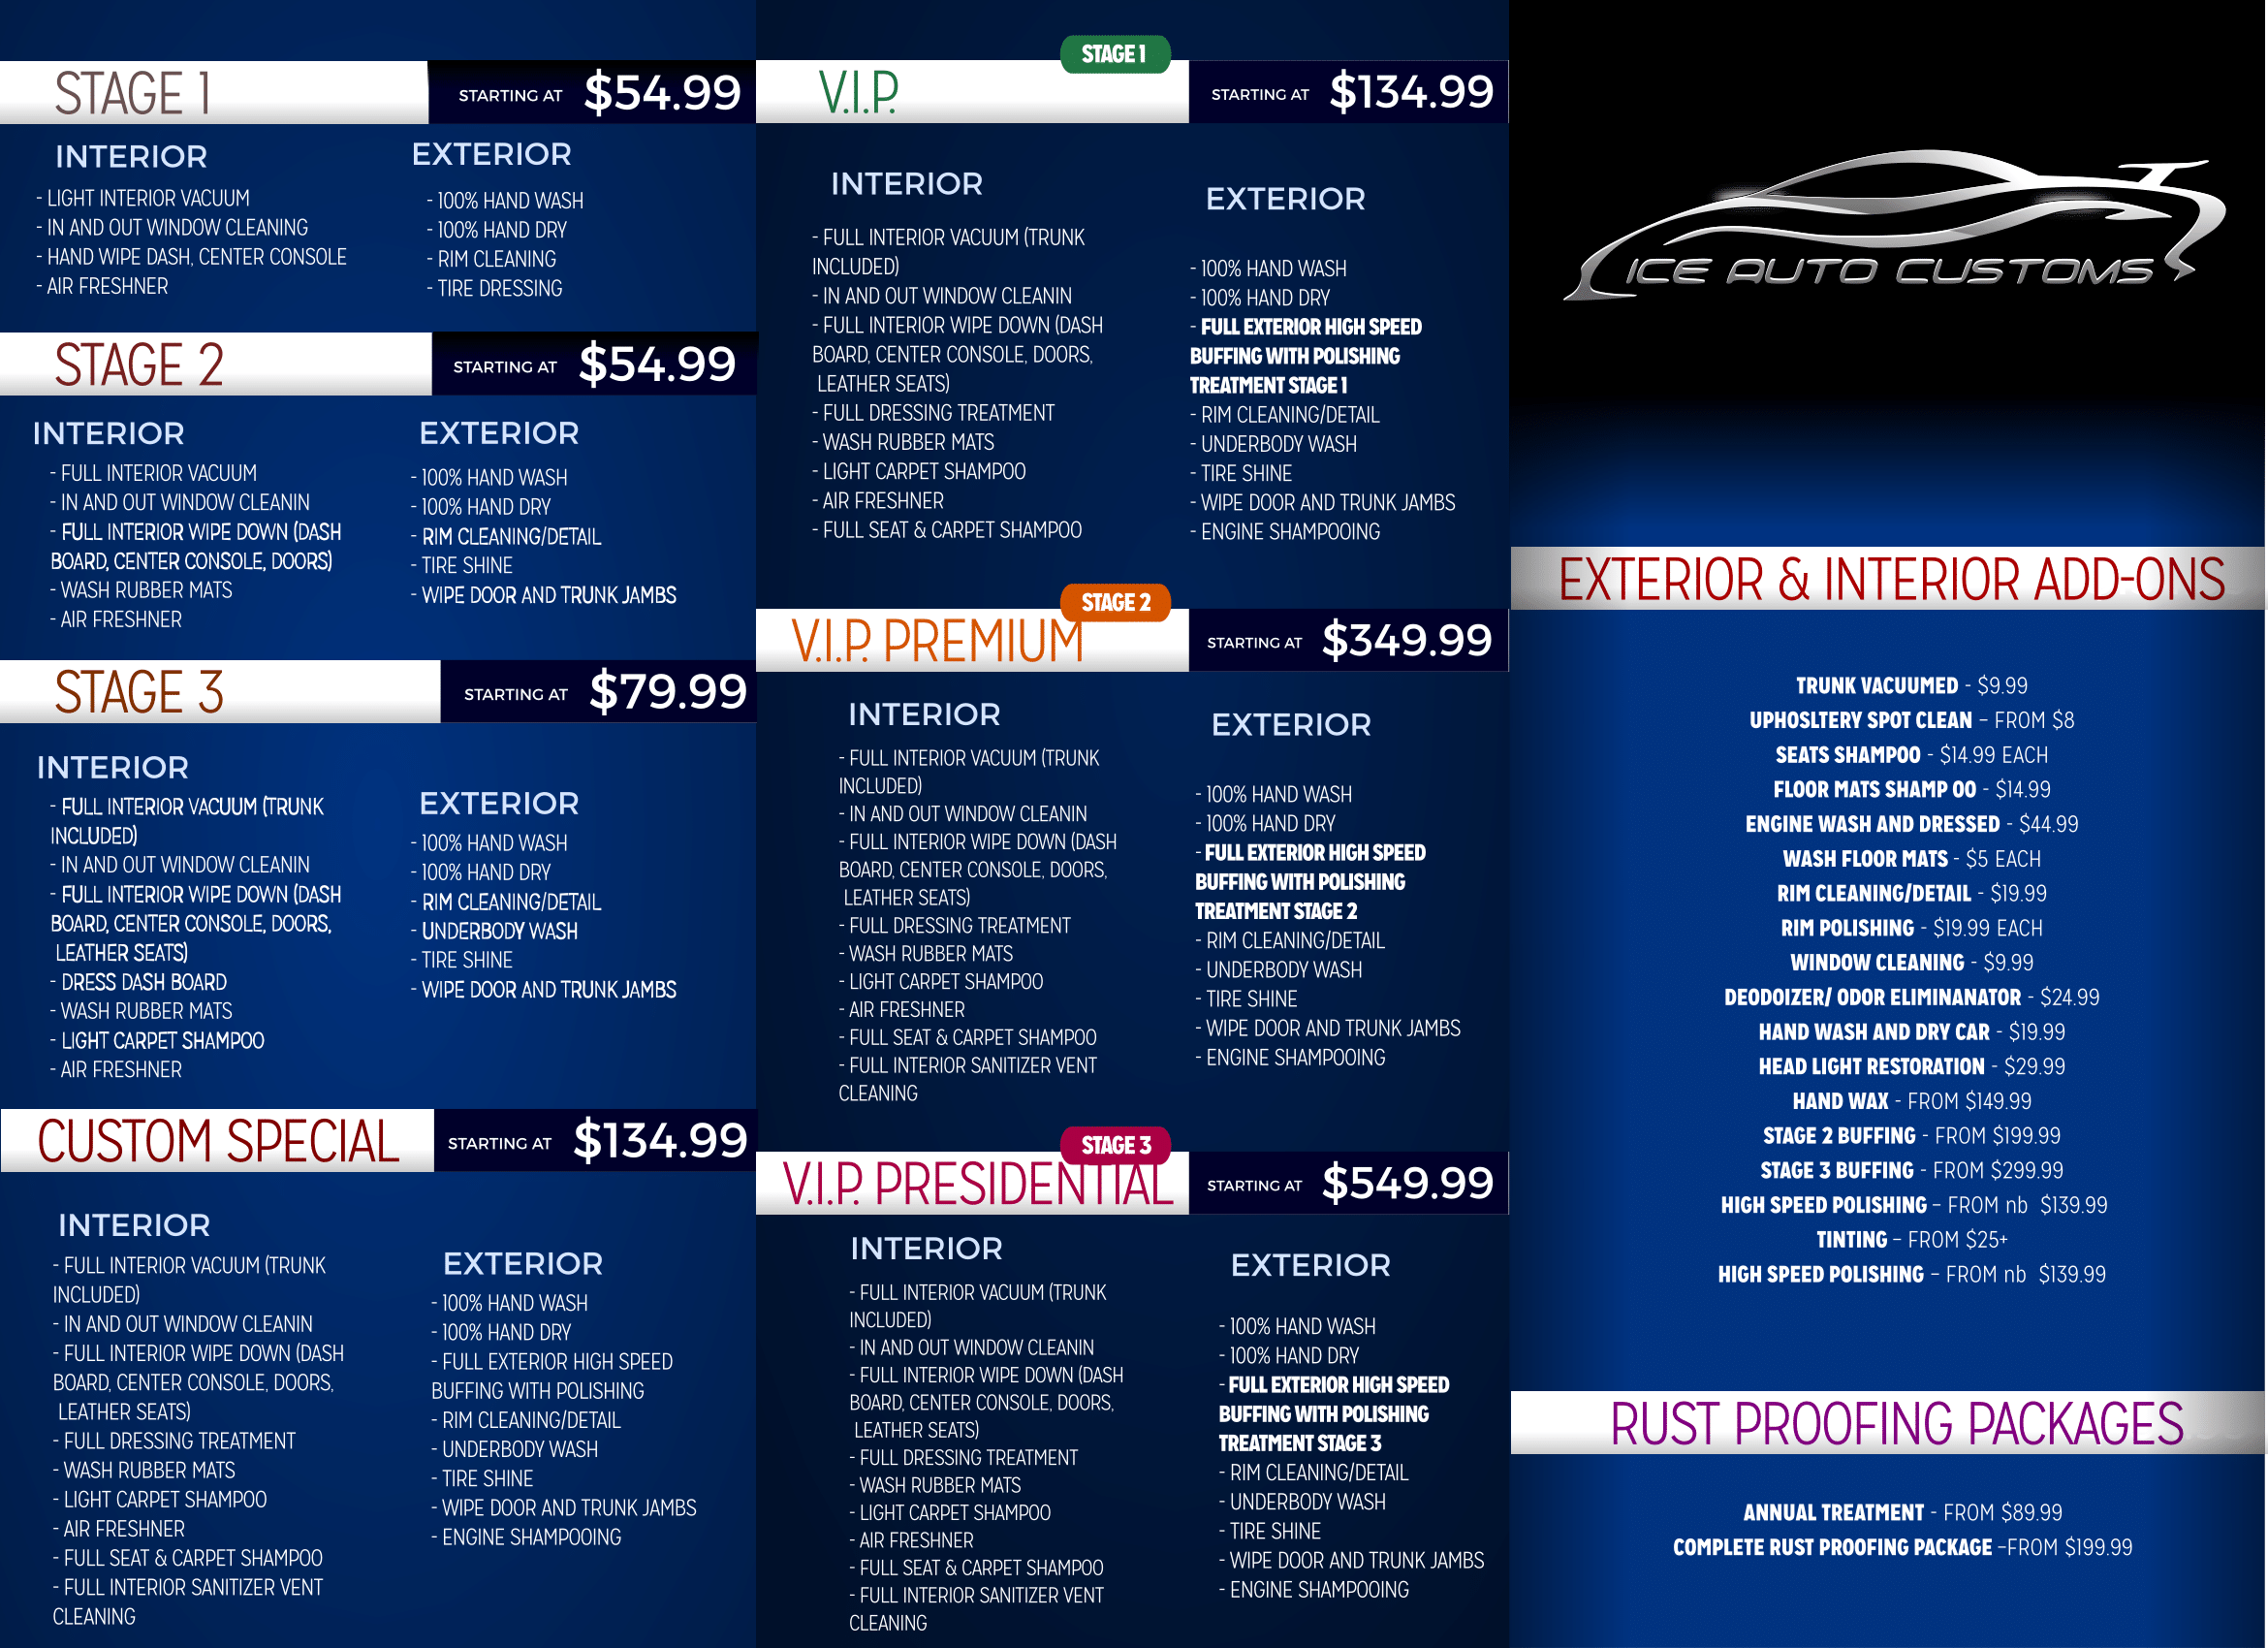 STAGE 1
STARTING AT $54.99
INTERIOR
- LIGHT INTERIOR VACUUM
- IN AND OUT WINDOW CLEANING
- HAND WIPE DASH, CENTER CONSOLE
- AIR FRESHNER
EXTERIOR
- 100% HAND WASH
- 100% HAND DRY
- RIM CLEANING
- TIRE DRESSING
STAGE 2
STARTING AT $54.99
INTERIOR
- FULL INTERIOR VACUUM
- IN AND OUT WINDOW CLEANIN
- FULL INTERIOR WIPE DOWN (DASH
BOARD, CENTER CONSOLE, DOORS)
- WASH RUBBER MATS
- AIR FRESHNER
EXTERIOR
- 100% HAND WASH
- 100% HAND DRY
- RIM CLEANING/DETAIL
- TIRE SHINE
- WIPE DOOR AND TRUNK JAMBS
STAGE 3
STARTING AT $79.99
INTERIOR
- FULL INTERIOR VACUUM (TRUNK
INCLUDED)
- IN AND OUT WINDOW CLEANIN
- FULL INTERIOR WIPE DOWN (DASH
BOARD, CENTER CONSOLE, DOORS,
LEATHER SEATS)
- DRESS DASH BOARD
- WASH RUBBER MATS
- LIGHT CARPET SHAMPOO
- AIR FRESHNER
EXTERIOR
- 100% HAND WASH
- 100% HAND DRY
- RIM CLEANING/DETAIL
- UNDERBODY WASH
- TIRE SHINE
- WIPE DOOR AND TRUNK JAMBS
CUSTOM SPECIAL
STARTING AT $134.99
INTERIOR
- FULL INTERIOR VACUUM (TRUNK
INCLUDED)
- IN AND OUT WINDOW CLEANIN
- FULL INTERIOR WIPE DOWN (DASH
BOARD, CENTER CONSOLE, DOORS,
LEATHER SEATS)
- FULL DRESSING TREATMENT
- WASH RUBBER MATS
- LIGHT CARPET SHAMPOO
- AIR FRESHNER
- FULL SEAT & CARPET SHAMPOO
- FULL INTERIOR SANITIZER VENT
CLEANING
EXTERIOR
- 100% HAND WASH
- 100% HAND DRY
- FULL EXTERIOR HIGH SPEED
BUFFING WITH POLISHING
- RIM CLEANING/DETAIL
- UNDERBODY WASH
- TIRE SHINE
- WIPE DOOR AND TRUNK JAMBS
- ENGINE SHAMPOOING
STAGE 1
V.I.P.
STARTING AT $134.99
INTERIOR
- FULL INTERIOR VACUUM (TRUNK
INCLUDED)
- IN AND OUT WINDOW CLEANIN
- FULL INTERIOR WIPE DOWN (DASH
BOARD, CENTER CONSOLE, DOORS,
LEATHER SEATS)
- FULL DRESSING TREATMENT
- WASH RUBBER MATS
- LIGHT CARPET SHAMPOO
- AIR FRESHNER
- FULL SEAT & CARPET SHAMPOO
EXTERIOR
- 100% HAND WASH
- 100% HAND DRY
- FULL EXTERIOR HIGH SPEED
BUFFING WITH POLISHING
TREATMENT STAGE 1
- RIM CLEANING/DETAIL
- UNDERBODY WASH
- TIRE SHINE
- WIPE DOOR AND TRUNK JAMBS
- ENGINE SHAMPOOING
STAGE 2
V.I.P. PREMIUM
STARTING AT $349.99
INTERIOR
- FULL INTERIOR VACUUM (TRUNK
INCLUDED)
- IN AND OUT WINDOW CLEANIN
- FULL INTERIOR WIPE DOWN (DASH
BOARD, CENTER CONSOLE, DOORS,
LEATHER SEATS)
- FULL DRESSING TREATMENT
- WASH RUBBER MATS
- LIGHT CARPET SHAMPOO
- AIR FRESHNER
- FULL SEAT & CARPET SHAMPOO
- FULL INTERIOR SANITIZER VENT
CLEANING
EXTERIOR
- 100% HAND WASH
- 100% HAND DRY
- FULL EXTERIOR HIGH SPEED
BUFFING WITH POLISHING
TREATMENT STAGE 2
- RIM CLEANING/DETAIL
- UNDERBODY WASH
- TIRE SHINE
- WIPE DOOR AND TRUNK JAMBS
- ENGINE SHAMPOOING
STAGE 3
V.I.P. PRESIDENTIAL
STARTING AT $549.99
INTERIOR
- FULL INTERIOR VACUUM (TRUNK
INCLUDED)
- IN AND OUT WINDOW CLEANIN
- FULL INTERIOR WIPE DOWN (DASH
BOARD, CENTER CONSOLE, DOORS,
LEATHER SEATS)
- FULL DRESSING TREATMENT
- WASH RUBBER MATS
- LIGHT CARPET SHAMPOO
- AIR FRESHNER
- FULL SEAT & CARPET SHAMPOO
- FULL INTERIOR SANITIZER VENT
CLEANING
EXTERIOR
- 100% HAND WASH
- 100% HAND DRY
- FULL EXTERIOR HIGH SPEED
BUFFING WITH POLISHING
TREATMENT STAGE 3
- RIM CLEANING/DETAIL
- UNDERBODY WASH
- TIRE SHINE
- WIPE DOOR AND TRUNK JAMBS
- ENGINE SHAMPOOING
ICE AUTO CUSTOMS
EXTERIOR & INTERIOR ADD-ONS
TRUNK VACUUMED - $9.99
UPHOSLTERY SPOT CLEAN – FROM $8
SEATS SHAMPOO - $14.99 EACH
FLOOR MATS SHAMP OO - $14.99
ENGINE WASH AND DRESSED - $44.99
WASH FLOOR MATS - $5 EACH
RIM CLEANING/DETAIL - $19.99
RIM POLISHING - $19.99 EACH
WINDOW CLEANING - $9.99
DEODOIZER/ ODOR ELIMINANATOR - $24.99
HAND WASH AND DRY CAR - $19.99
HEAD LIGHT RESTORATION - $29.99
HAND WAX - FROM $149.99
STAGE 2 BUFFING - FROM $199.99
STAGE 3 BUFFING - FROM $299.99
HIGH SPEED POLISHING – FROM nb $139.99
TINTING – FROM $25+
HIGH SPEED POLISHING – FROM nb $139.99
RUST PROOFING PACKAGES
ANNUAL TREATMENT - FROM $89.99
COMPLETE RUST PROOFING PACKAGE –FROM $199.99